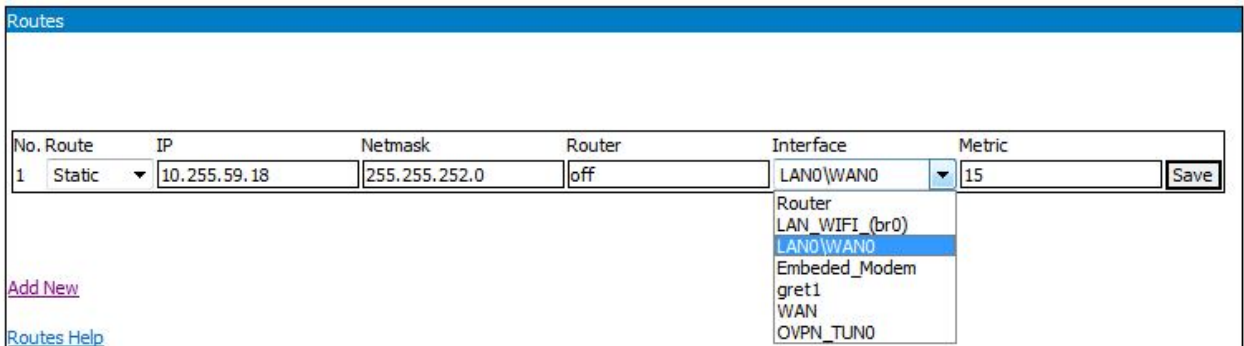 Routes
No. Route IP Netmask Router Interface Metric
1 Static 10.255.59.18 255.255.252.0 off LAN0\WAN0 15 Save
Router
LAN_WIFI_(br0)
LAN0\WAN0
Embeded_Modem
gret1
WAN
OVPN_TUN0
Add New
Routes Help